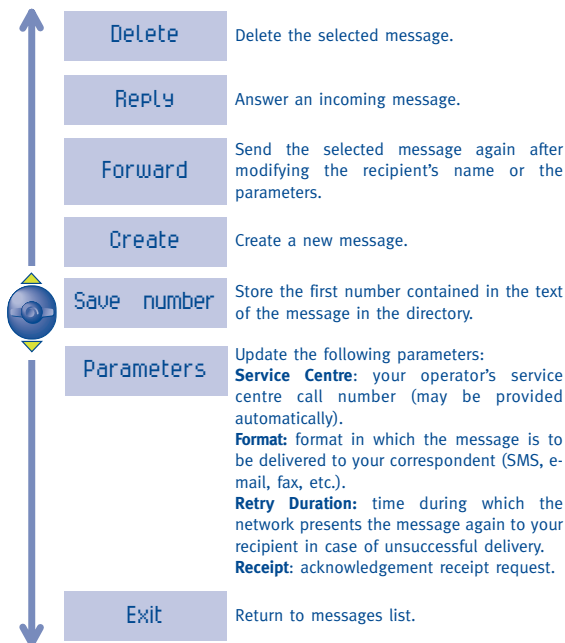 Delete
Delete the selected message.
Reply
Answer an incoming message.
Forward
Send the selected message again after
modifying the recipient's name or the
parameters.
Create
Create a new message.
Save number
Store the first number contained in the text
of the message in the directory.
Parameters
Update the following parameters:
Service Centre: your operator's service
centre call number (may be provided
automatically).
Format: format in which the message is to
be delivered to your correspondent (SMS, e-
mail, fax, etc.).
Retry Duration: time during which the
network presents the message again to your
recipient in case of unsuccessful delivery.
Receipt: acknowledgement receipt request.
Exit
Return to messages list.